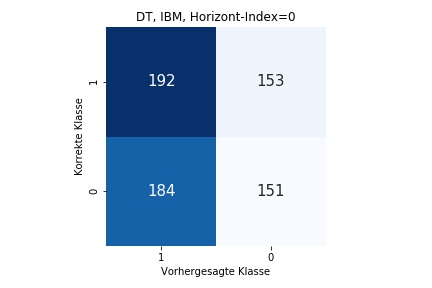 DT, IBM, Horizont-Index=0
Korrekte Klasse
1
192
153
0
184
151
1
0
Vorhergesagte Klasse